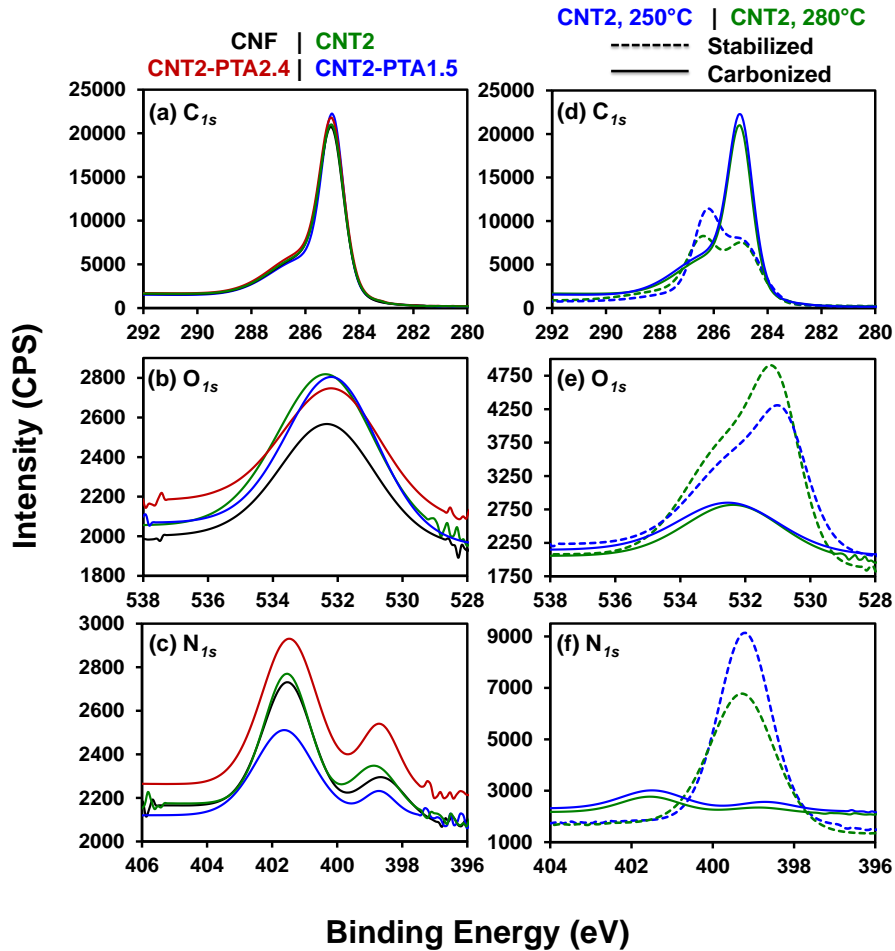 CNF | CNT2
CNT2-PTA2.4 | CNT2-PTA1.5
CNT2, 250°C | CNT2, 280°C
Stabilized
Carbonized
(a) C1s
25000
20000
15000
10000
5000
0
292 290 288 286 284 282 280
(d) C1s
25000
20000
15000
10000
5000
0
292 290 288 286 284 282 280
(b) O1s
2800
2600
2400
2200
2000
1800
538 536 534 532 530 528
(e) O1s
4750
4250
3750
3250
2750
2250
1750
538 536 534 532 530 528
(c) N1s
3000
2800
2600
2400
2200
2000
406 404 402 400 398 396
(f) N1s
9000
7000
5000
3000
1000
404 402 400 398 396
Intensity (CPS)
Binding Energy (eV)